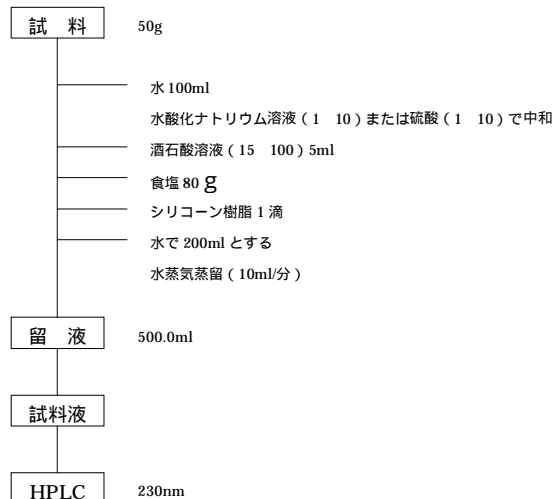 試　料　50g
水 100ml
水酸化ナトリウム溶液（1　10）または硫酸（1　10）で中和
酒石酸溶液（15　100）5ml
食塩 80ｇ
シリコーン樹脂 1 滴
水で 200ml とする
水蒸気蒸留（10ml/分）
留　液　500.0ml
試料液
HPLC　230nm